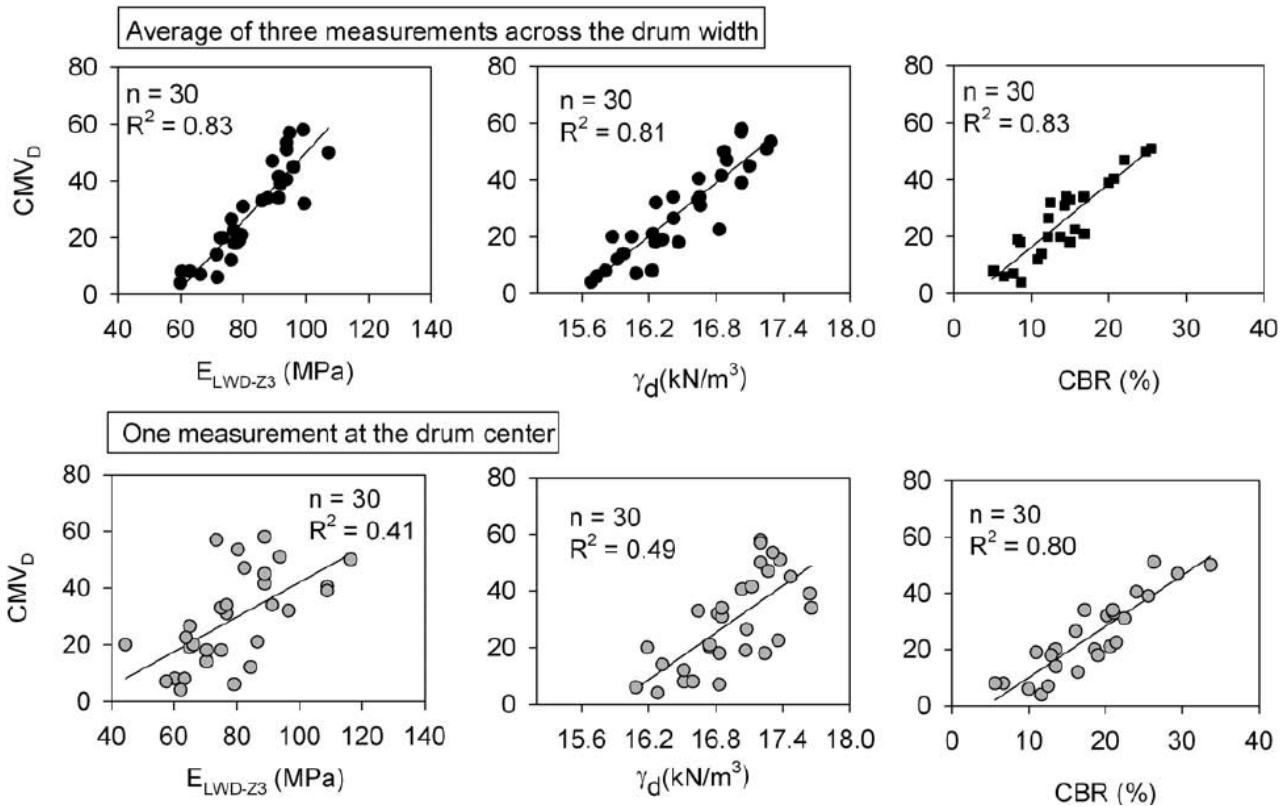 Average of three measurements across the drum width
CMV_D
80
60
40
20
0
n = 30
R² = 0.83
40 60 80 100 120 140
E_LWD-Z3 (MPa)
80
60
40
20
0
n = 30
R² = 0.81
15.6 16.2 16.8 17.4 18.0
γ_d(kN/m³)
80
60
40
20
0
n = 30
R² = 0.83
0 10 20 30 40
CBR (%)
One measurement at the drum center
CMV_D
80
60
40
20
0
n = 30
R² = 0.41
40 60 80 100 120 140
E_LWD-Z3 (MPa)
80
60
40
20
0
n = 30
R² = 0.49
15.6 16.2 16.8 17.4 18.0
γ_d(kN/m³)
80
60
40
20
0
n = 30
R² = 0.80
0 10 20 30 40
CBR (%)